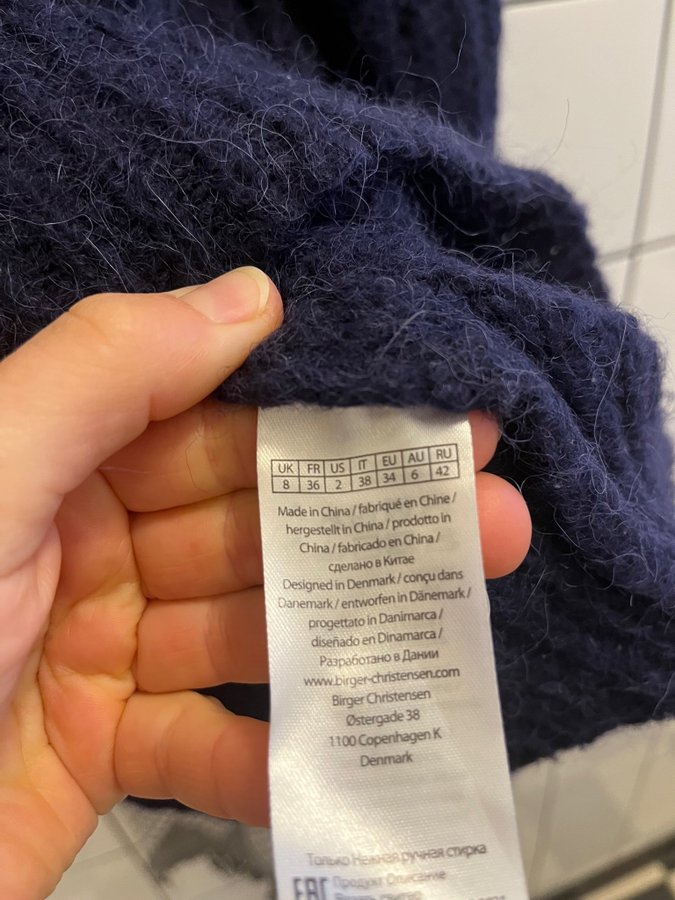 UK FR US IT EU AU RU
8 36 2 38 34 6 42
Made in China / fabriqué en Chine /
hergestellt in China / prodotto in
China / fabricado en China /
сделано в Китае
Designed in Denmark / conçu dans
Danemark / entworfen in Dänemark /
progettato in Danimarca /
diseñado en Dinamarca /
Разработано в Дании
www.birger-christensen.com
Birger Christensen
Østergade 38
1100 Copenhagen K
Denmark
Только Нежная ручная стирка
EAC Продукт Описание